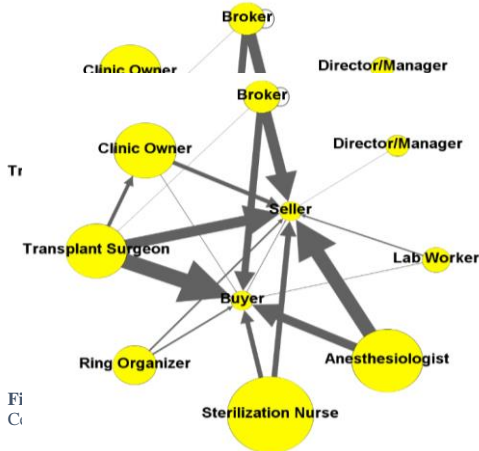 Broker
Clinic Owner
Director/Manager
Broker
Clinic Owner
Director/Manager
Seller
Transplant Surgeon
Lab Worker
Buyer
Ring Organizer
Anesthesiologist
Sterilization Nurse